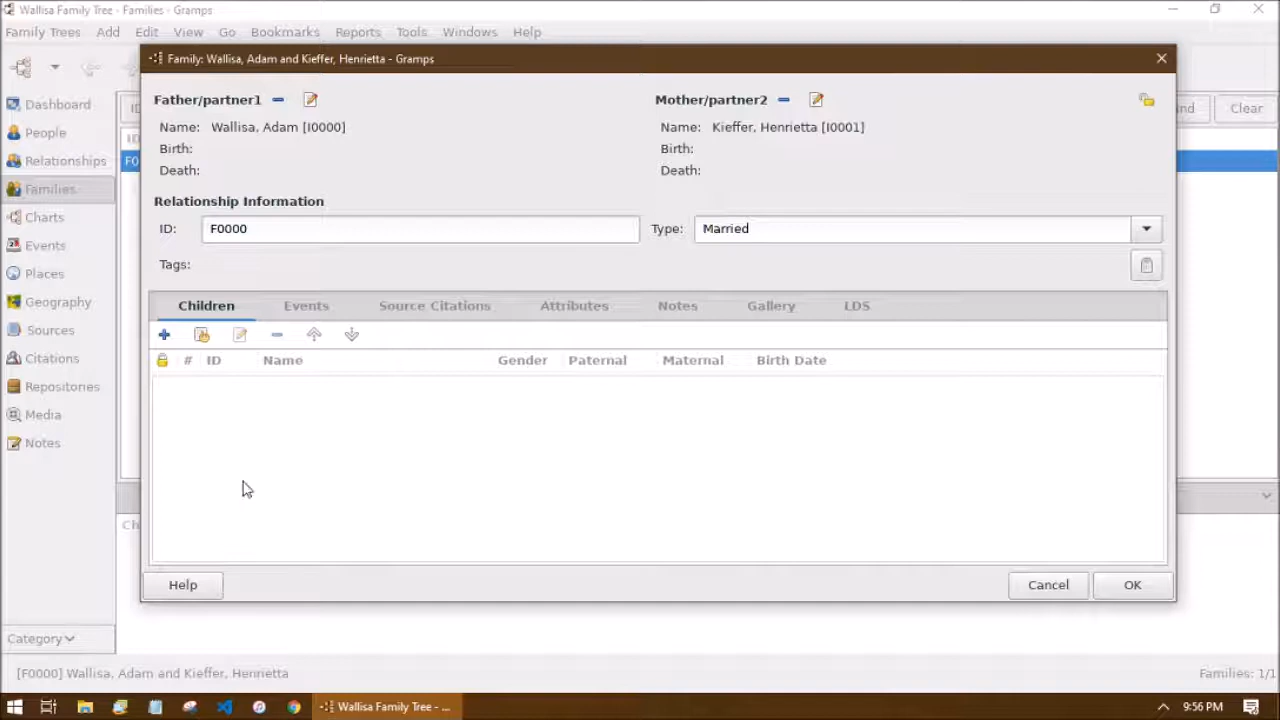 Wallisa Family Tree - Families - Gramps
Family Trees Add Edit View Go Bookmarks Reports Tools Windows Help
Family: Wallisa, Adam and Kieffer, Henrietta - Gramps
Father/partner1
Mother/partner2
Name: Wallisa, Adam [I0000]
Name: Kieffer, Henrietta [I0001]
Birth:
Birth:
Death:
Death:
Relationship Information
ID: F0000
Type: Married
Tags:
Children Events Source Citations Attributes Notes Gallery LDS
# ID Name Gender Paternal Maternal Birth Date
Help
Cancel
OK
Dashboard
People
Relationships
Families
Charts
Events
Places
Geography
Sources
Citations
Repositories
Media
Notes
Clear
Category
[F0000] Wallisa, Adam and Kieffer, Henrietta
Families: 1/1
Wallisa Family Tree - ...
9:56 PM